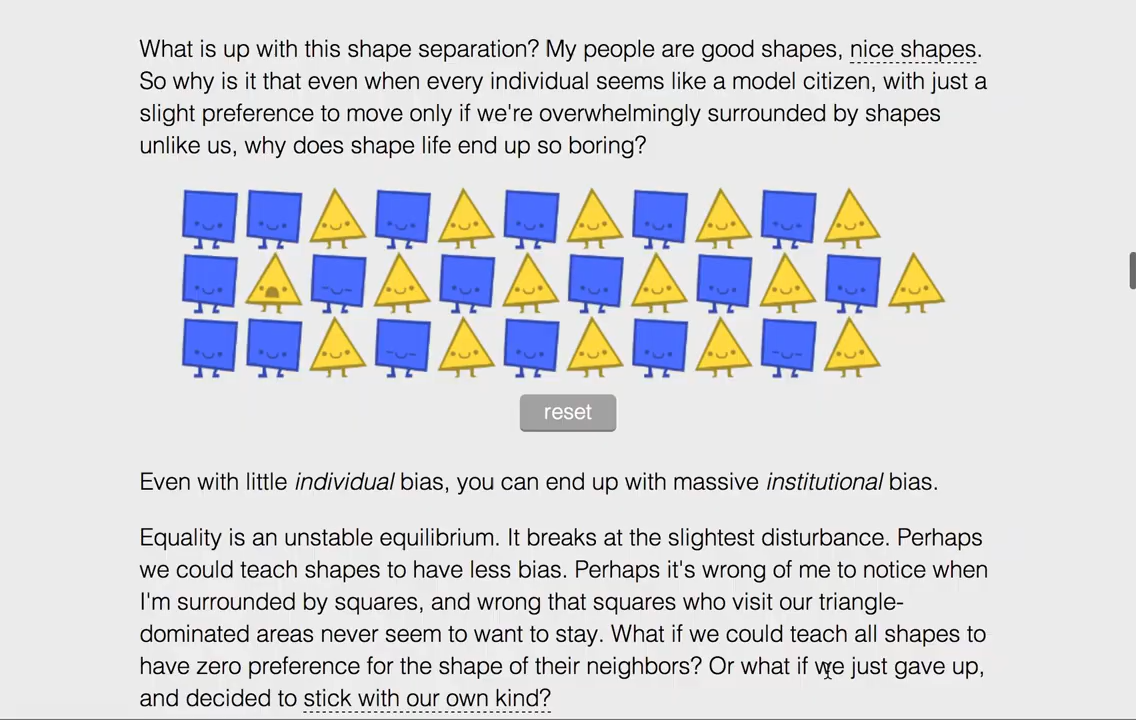 What is up with this shape separation? My people are good shapes, nice shapes.
So why is it that even when every individual seems like a model citizen, with just a
slight preference to move only if we're overwhelmingly surrounded by shapes
unlike us, why does shape life end up so boring?
reset
Even with little individual bias, you can end up with massive institutional bias.
Equality is an unstable equilibrium. It breaks at the slightest disturbance. Perhaps
we could teach shapes to have less bias. Perhaps it's wrong of me to notice when
I'm surrounded by squares, and wrong that squares who visit our triangle-
dominated areas never seem to want to stay. What if we could teach all shapes to
have zero preference for the shape of their neighbors? Or what if we just gave up,
and decided to stick with our own kind?